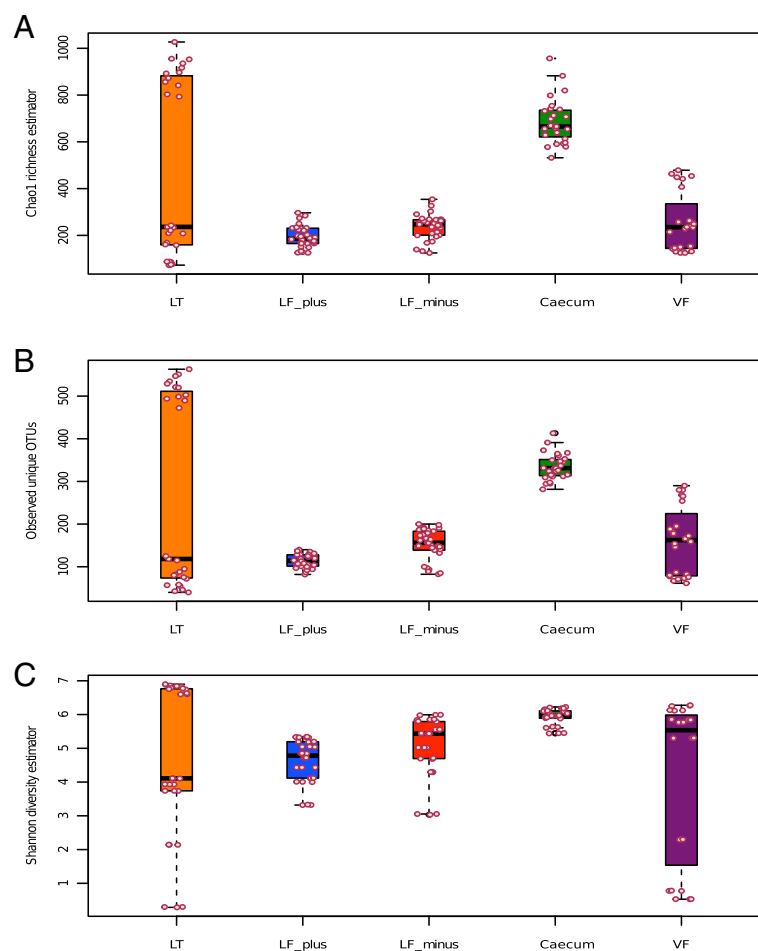 A
Chao1 richness estimator
1000
800
600
400
200
LT LF_plus LF_minus Caecum VF
B
Observed unique OTUs
500
400
300
200
100
LT LF_plus LF_minus Caecum VF
C
Shannon diversity estimator
7
6
5
4
3
2
1
LT LF_plus LF_minus Caecum VF